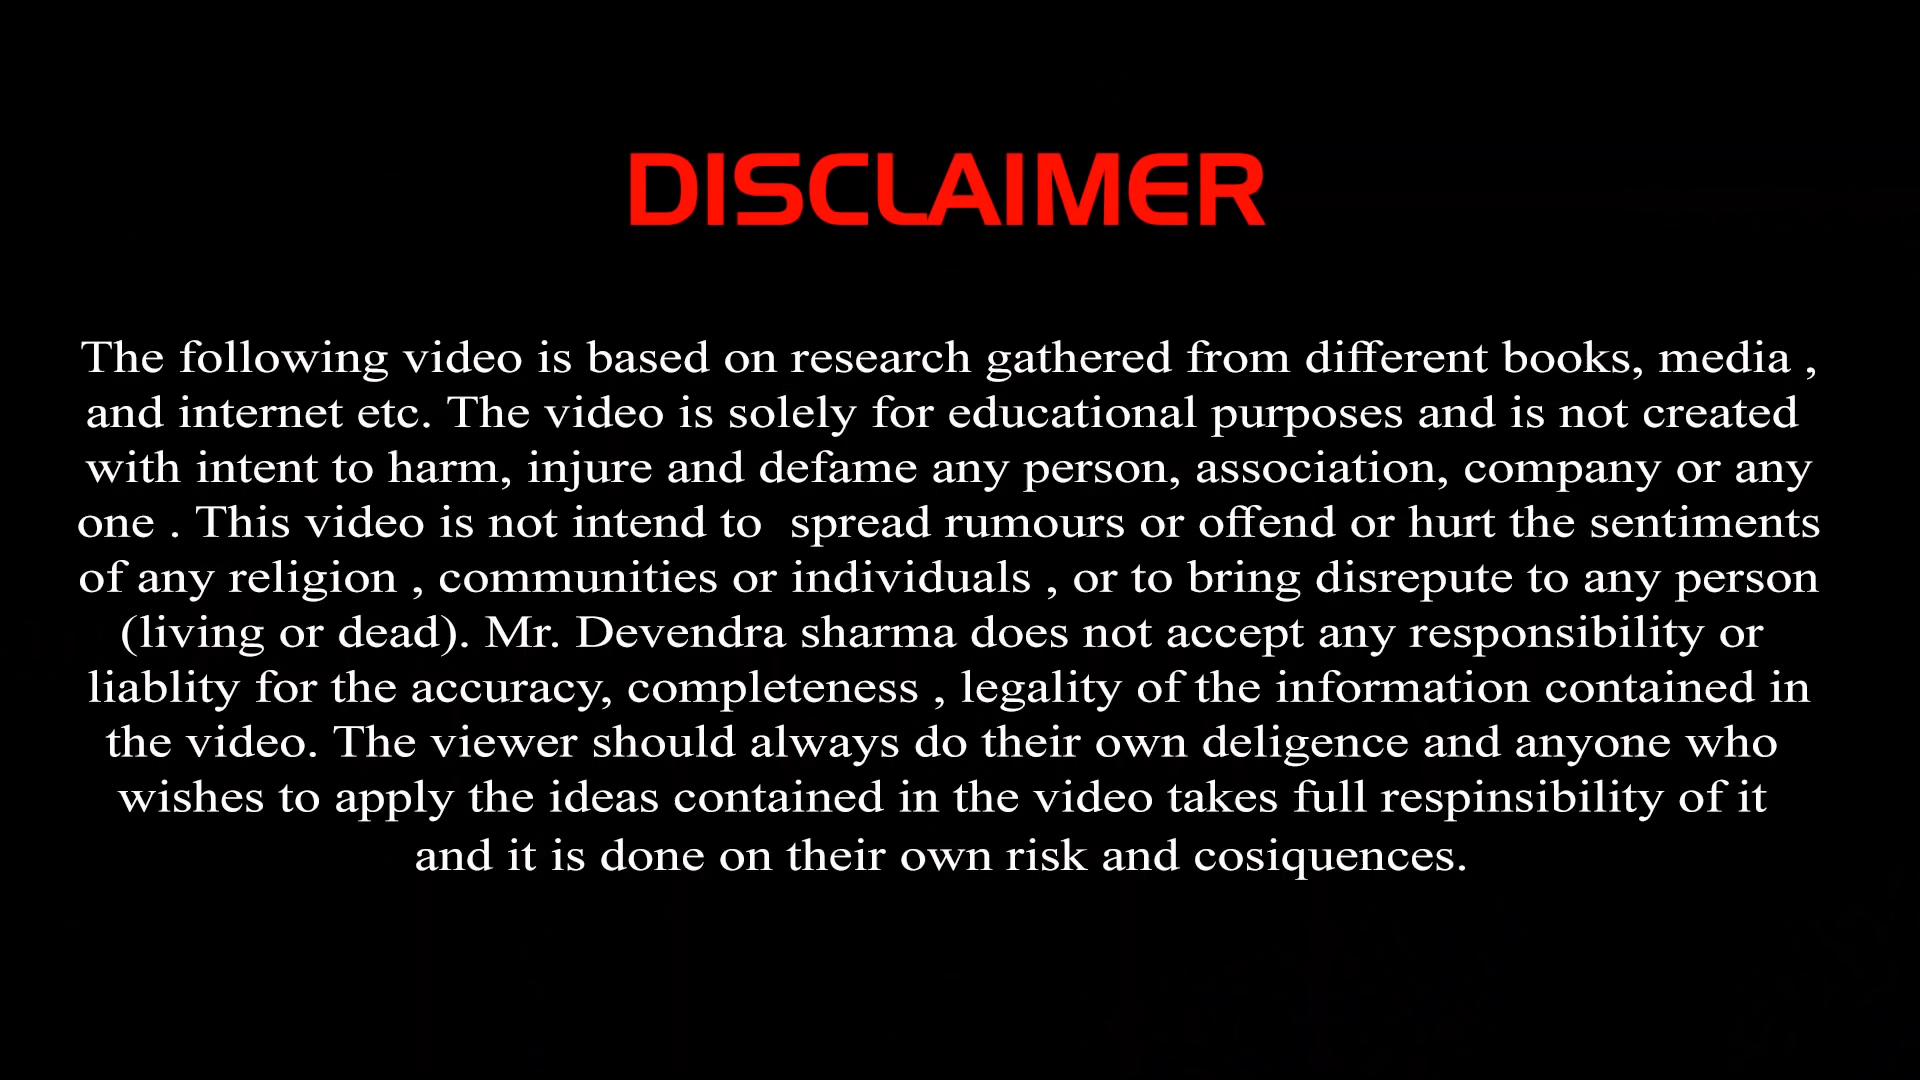 DISCLAIMER
The following video is based on research gathered from different books, media ,
and internet etc. The video is solely for educational purposes and is not created
with intent to harm, injure and defame any person, association, company or any
one . This video is not intend to  spread rumours or offend or hurt the sentiments
of any religion , communities or individuals , or to bring disrepute to any person
(living or dead). Mr. Devendra sharma does not accept any responsibility or
liablity for the accuracy, completeness , legality of the information contained in
the video. The viewer should always do their own deligence and anyone who
wishes to apply the ideas contained in the video takes full respinsibility of it
and it is done on their own risk and cosiquences.